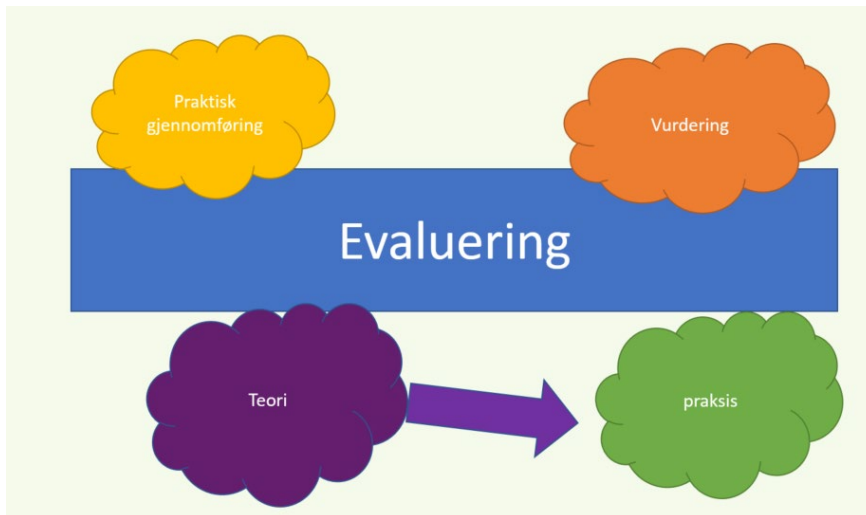 Praktisk
gjennomføring
Vurdering
Evaluering
Teori
praksis